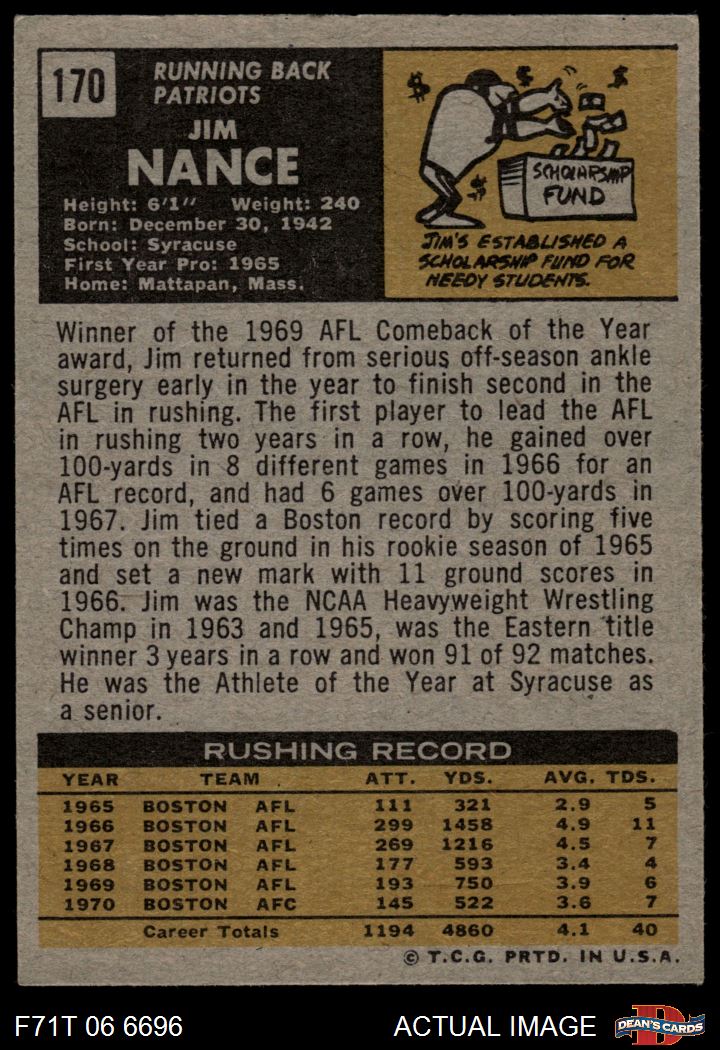 170
RUNNING BACK
PATRIOTS
JIM
NANCE
Height: 6'1" Weight: 240
Born: December 30, 1942
School: Syracuse
First Year Pro: 1965
Home: Mattapan, Mass.
$ $ $ $
SCHOLARSHIP
FUND
JIM'S ESTABLISHED A
SCHOLARSHIP FUND FOR
NEEDY STUDENTS.
Winner of the 1969 AFL Comeback of the Year
award, Jim returned from serious off-season ankle
surgery early in the year to finish second in the
AFL in rushing. The first player to lead the AFL
in rushing two years in a row, he gained over
100-yards in 8 different games in 1966 for an
AFL record, and had 6 games over 100-yards in
1967. Jim tied a Boston record by scoring five
times on the ground in his rookie season of 1965
and set a new mark with 11 ground scores in
1966. Jim was the NCAA Heavyweight Wrestling
Champ in 1963 and 1965, was the Eastern title
winner 3 years in a row and won 91 of 92 matches.
He was the Athlete of the Year at Syracuse as
a senior.
RUSHING RECORD
YEAR TEAM ATT. YDS. AVG. TDS.
1965 BOSTON AFL 111 321 2.9 5
1966 BOSTON AFL 299 1458 4.9 11
1967 BOSTON AFL 269 1216 4.5 7
1968 BOSTON AFL 177 593 3.4 4
1969 BOSTON AFL 193 750 3.9 6
1970 BOSTON AFC 145 522 3.6 7
Career Totals 1194 4860 4.1 40
© T.C.G. PRTD. IN U.S.A.
F71T 06 6696 ACTUAL IMAGE
D
DEAN'S CARDS